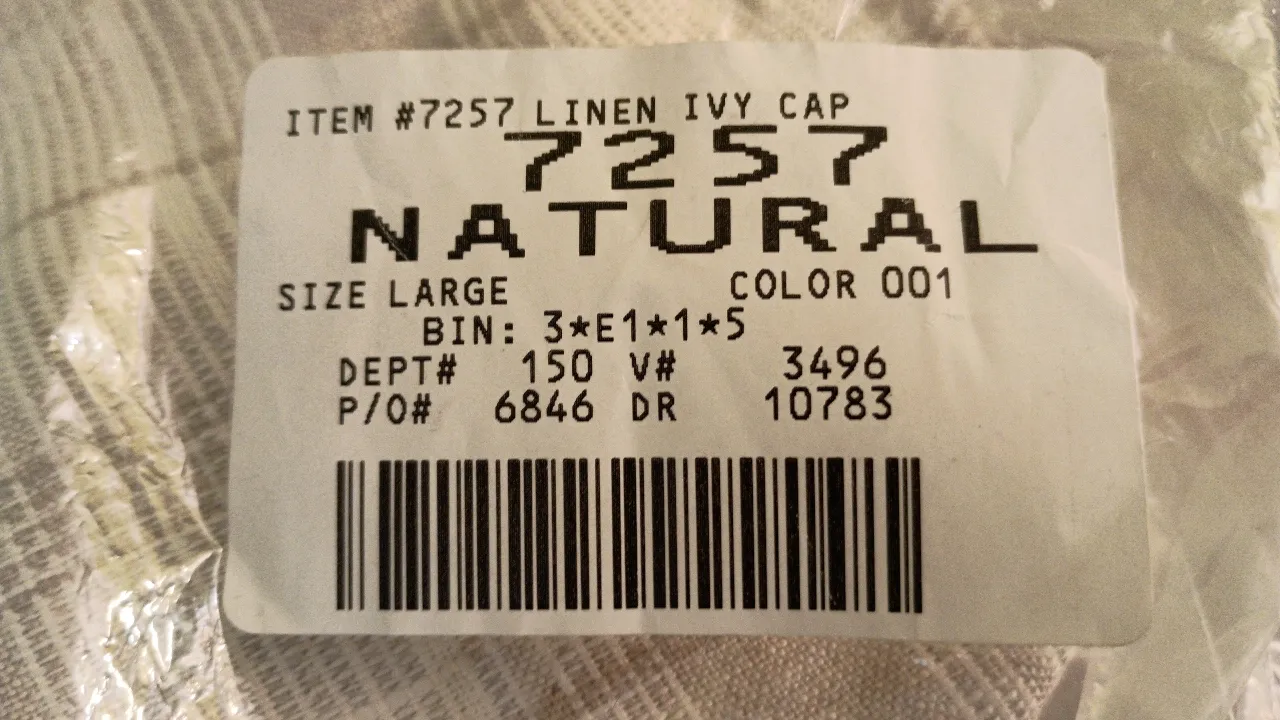 ITEM #7257 LINEN IVY CAP
7257
NATURAL
SIZE LARGE COLOR 001
BIN: 3*E1*1*5
DEPT# 150 V# 3496
P/O# 6846 DR 10783